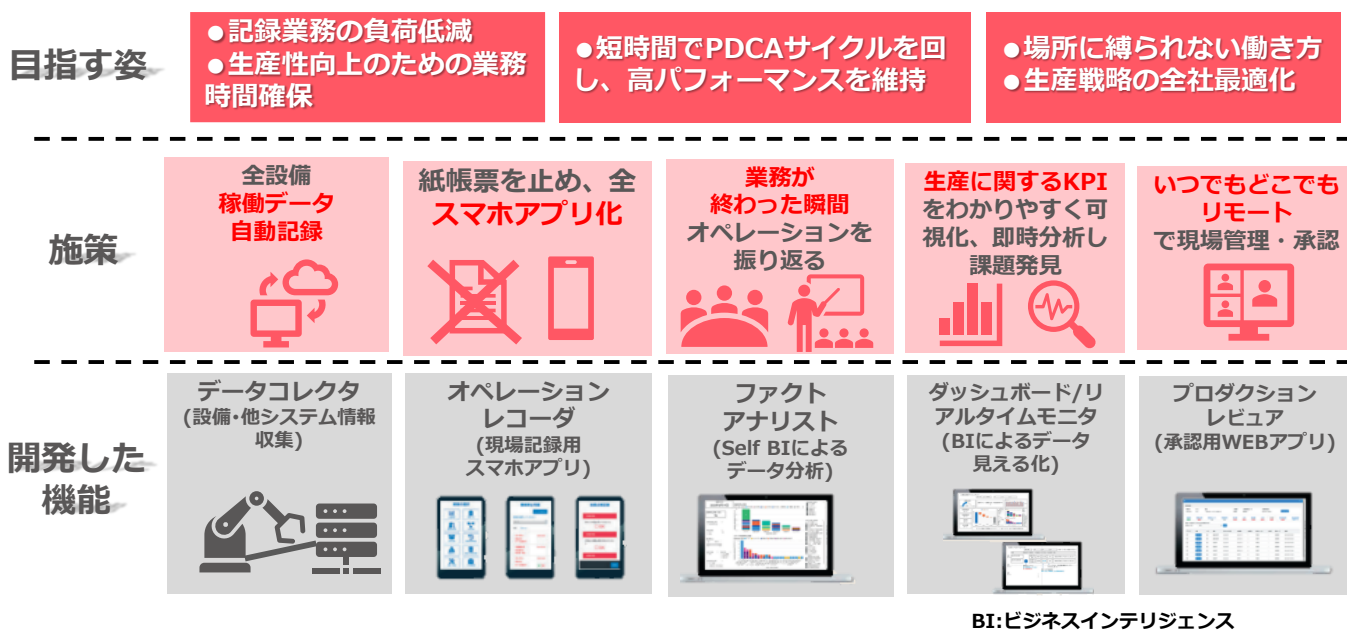 目指す姿
●記録業務の負荷低減
●生産性向上のための業務
時間確保
●短時間でPDCAサイクルを回
し、高パフォーマンスを維持
●場所に縛られない働き方
●生産戦略の全社最適化
施策
全設備
稼働データ
自動記録
紙帳票を止め、全
スマホアプリ化
業務が
終わった瞬間
オペレーションを
振り返る
生産に関するKPI
をわかりやすく可
視化、即時分析し
課題発見
いつでもどこでも
リモート
で現場管理・承認
開発した
機能
データコレクタ
(設備・他システム情報
収集)
オペレーション
レコーダ
(現場記録用
スマホアプリ)
ファクト
アナリスト
(Self BIによる
データ分析)
ダッシュボード/リ
アルタイムモニタ
(BIによるデータ
見える化)
プロダクション
レビュア
(承認用WEBアプリ)
BI:ビジネスインテリジェンス